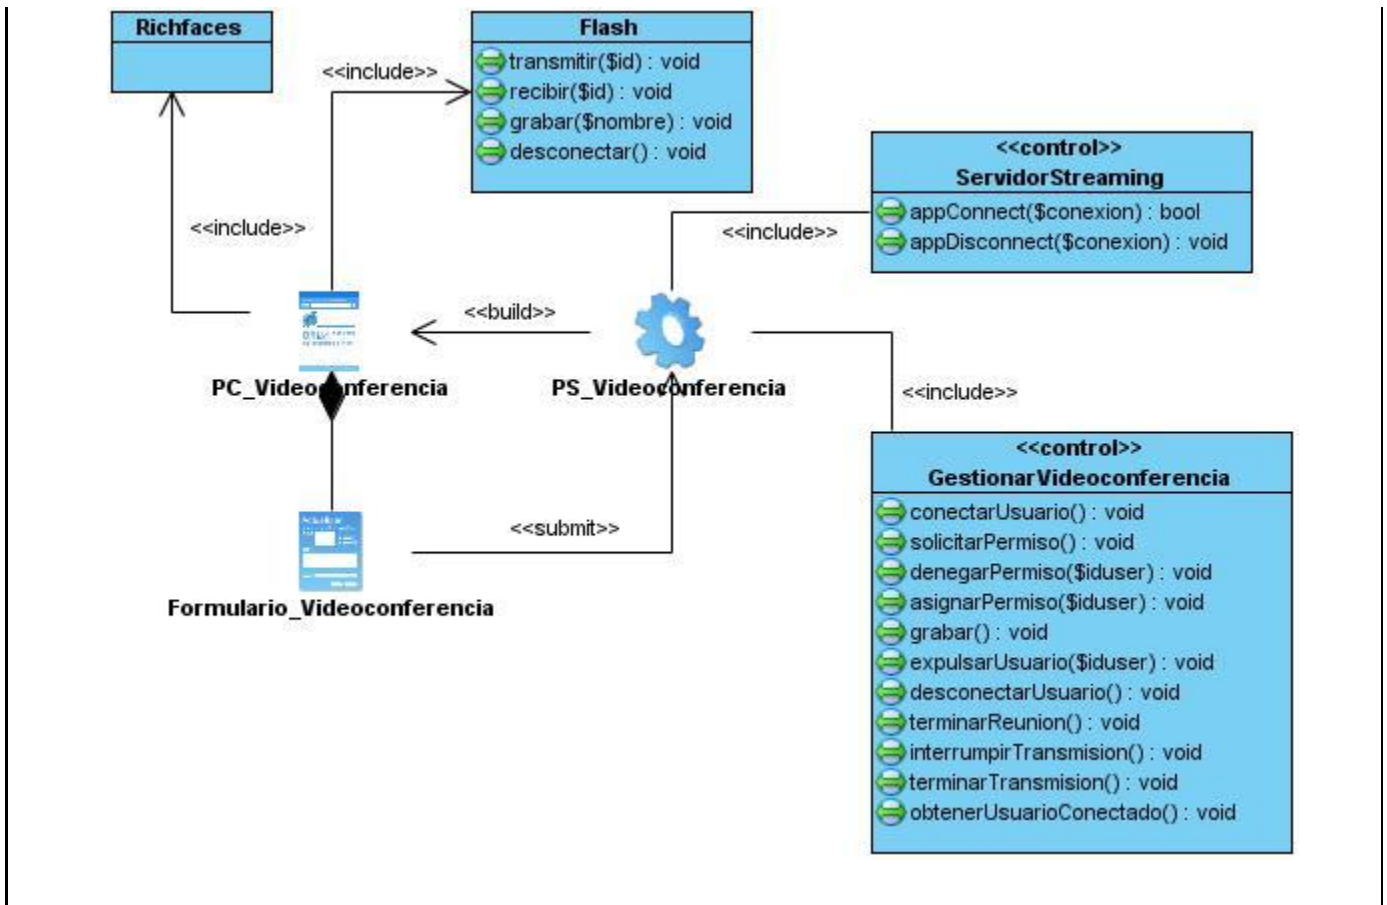 Richfaces
Flash
transmitir($id) : void
recibir($id) : void
grabar($nombre) : void
desconectar() : void
<<include>>
<<include>>
<<control>>
ServidorStreaming
appConnect($conexion) : bool
appDisconnect($conexion) : void
<<include>>
<<build>>
PC_Videoconferencia
PS_Videoconferencia
<<include>>
<<control>>
GestionarVideoconferencia
conectarUsuario() : void
solicitarPermiso() : void
denegarPermiso($iduser) : void
asignarPermiso($iduser) : void
grabar() : void
expulsarUsuario($iduser) : void
desconectarUsuario() : void
terminarReunion() : void
interrumpirTransmision() : void
terminarTransmision() : void
obtenerUsuarioConectado() : void
<<submit>>
Formulario_Videoconferencia